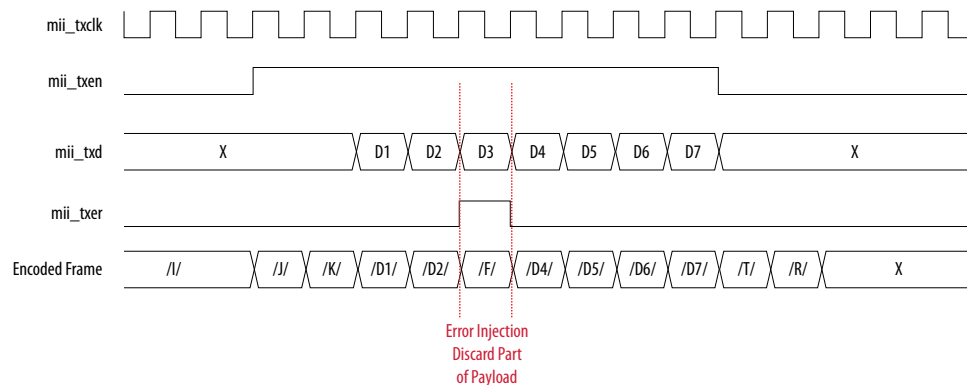 mii_txclk
mii_txen
mii_txd X D1 D2 D3 D4 D5 D6 D7 X
mii_txer
Encoded Frame /I/ /J/ /K/ /D1/ /D2/ /F/ /D4/ /D5/ /D6/ /D7/ /T/ /R/ X
Error Injection
Discard Part
of Payload